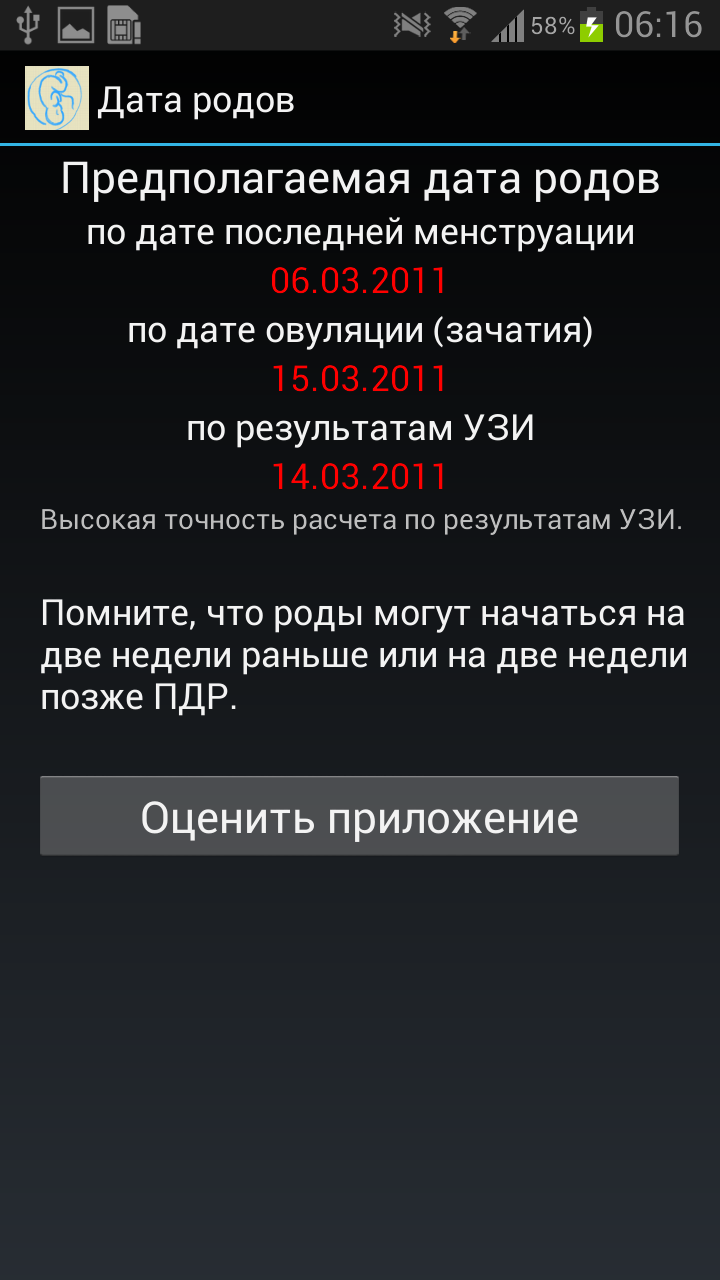 58% 06:16
Дата родов
Предполагаемая дата родов
по дате последней менструации
06.03.2011
по дате овуляции (зачатия)
15.03.2011
по результатам УЗИ
14.03.2011
Высокая точность расчета по результатам УЗИ.
Помните, что роды могут начаться на
две недели раньше или на две недели
позже ПДР.
Оценить приложение